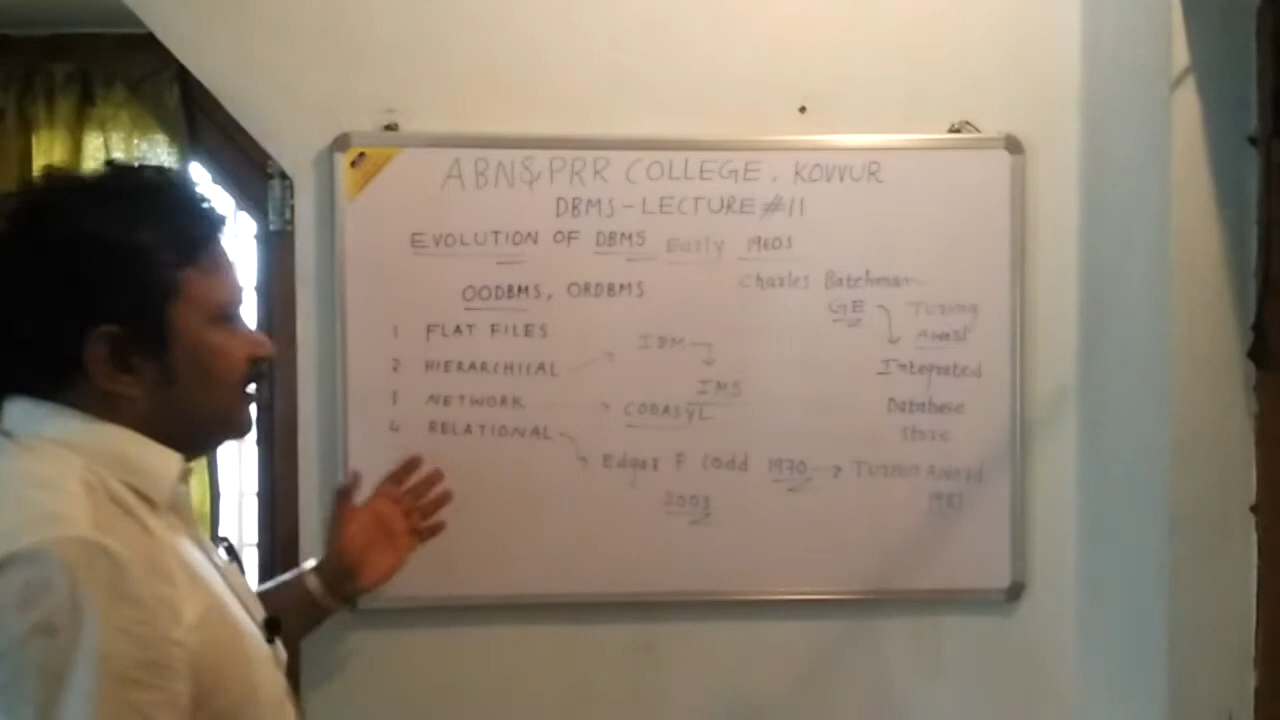 ABN&PRR COLLEGE, KOVVUR
DBMS-LECTURE #11
EVOLUTION OF DBMS Early 1960s
OODBMS, ORDBMS
Charles Batchman
GE
Turing
Award
Integrated
Database
Store
1 FLAT FILES
2 HIERARCHICAL
IBM
IMS
3 NETWORK
CODASYL
4 RELATIONAL
Edgar F Codd 1970 → Turing Award
1981
2003